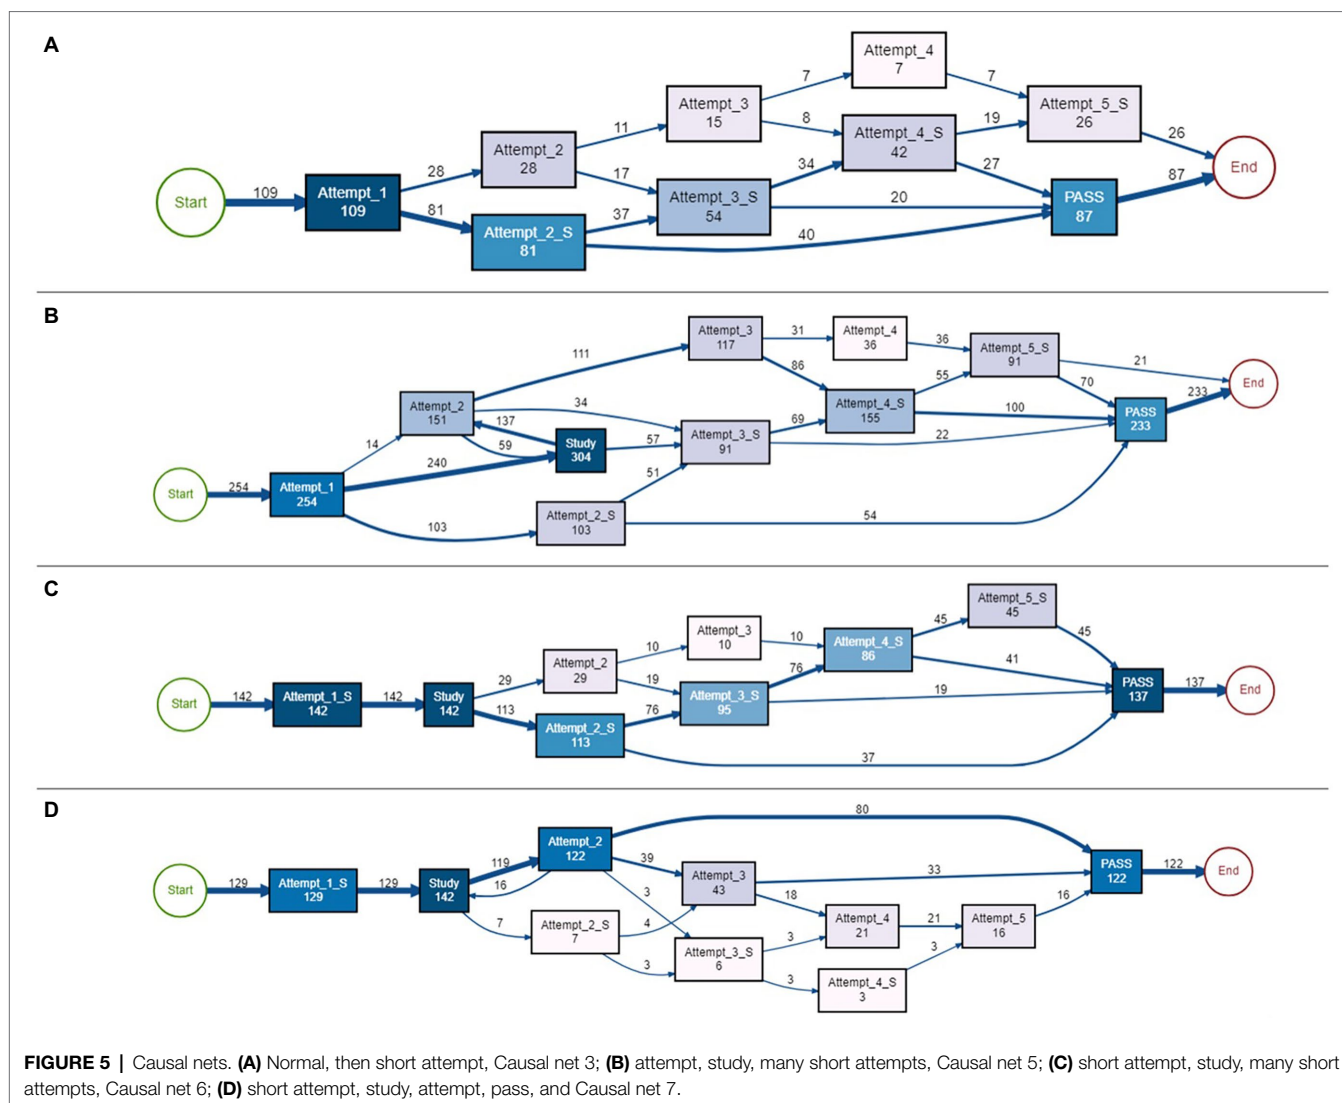 A
Start
109
Attempt_1
109
28
81
Attempt_2
28
Attempt_2_S
81
11
17
37
40
Attempt_3
15
Attempt_3_S
54
7
8
34
20
Attempt_4
7
Attempt_4_S
42
7
19
27
Attempt_5_S
26
PASS
87
26
87
End
B
Start
254
Attempt_1
254
14
240
103
Attempt_2
151
137
59
Study
304
Attempt_2_S
103
111
34
57
51
54
Attempt_3
117
Attempt_3_S
91
31
86
69
22
Attempt_4
36
Attempt_4_S
155
36
55
100
Attempt_5_S
91
21
70
PASS
233
233
End
C
Start
142
Attempt_1_S
142
142
Study
142
29
113
Attempt_2
29
Attempt_2_S
113
10
19
76
37
Attempt_3
10
Attempt_3_S
95
10
76
19
Attempt_4_S
86
45
41
Attempt_5_S
45
45
PASS
137
137
End
D
Start
129
Attempt_1_S
129
129
Study
142
119
16
7
Attempt_2
122
Attempt_2_S
7
80
39
3
4
3
Attempt_3
43
Attempt_3_S
6
33
18
3
3
Attempt_4
21
Attempt_4_S
3
21
3
Attempt_5
16
16
PASS
122
122
End
FIGURE 5 | Causal nets. (A) Normal, then short attempt, Causal net 3; (B) attempt, study, many short attempts, Causal net 5; (C) short attempt, study, many short
attempts, Causal net 6; (D) short attempt, study, attempt, pass, and Causal net 7.